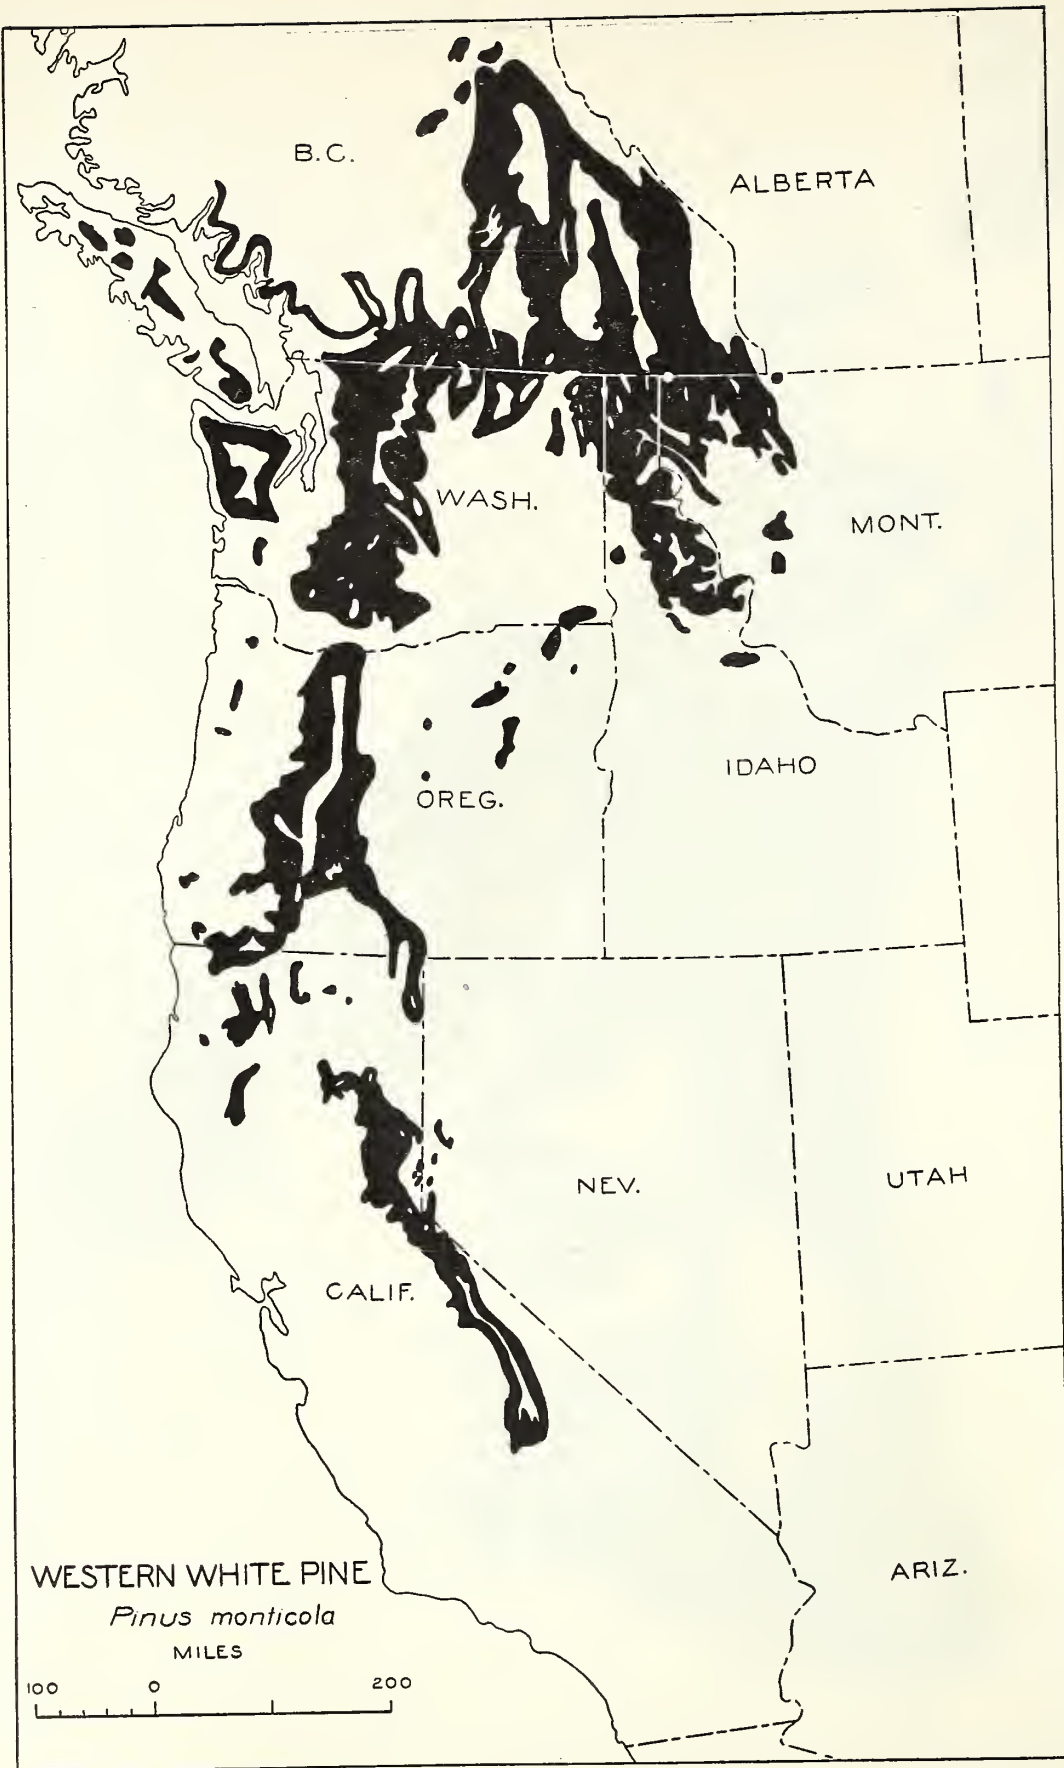 B.C.
ALBERTA
WASH.
MONT.
OREG.
IDAHO
NEV.
UTAH
CALIF.
ARIZ.
WESTERN WHITE PINE
Pinus monticola
MILES
100 0 200